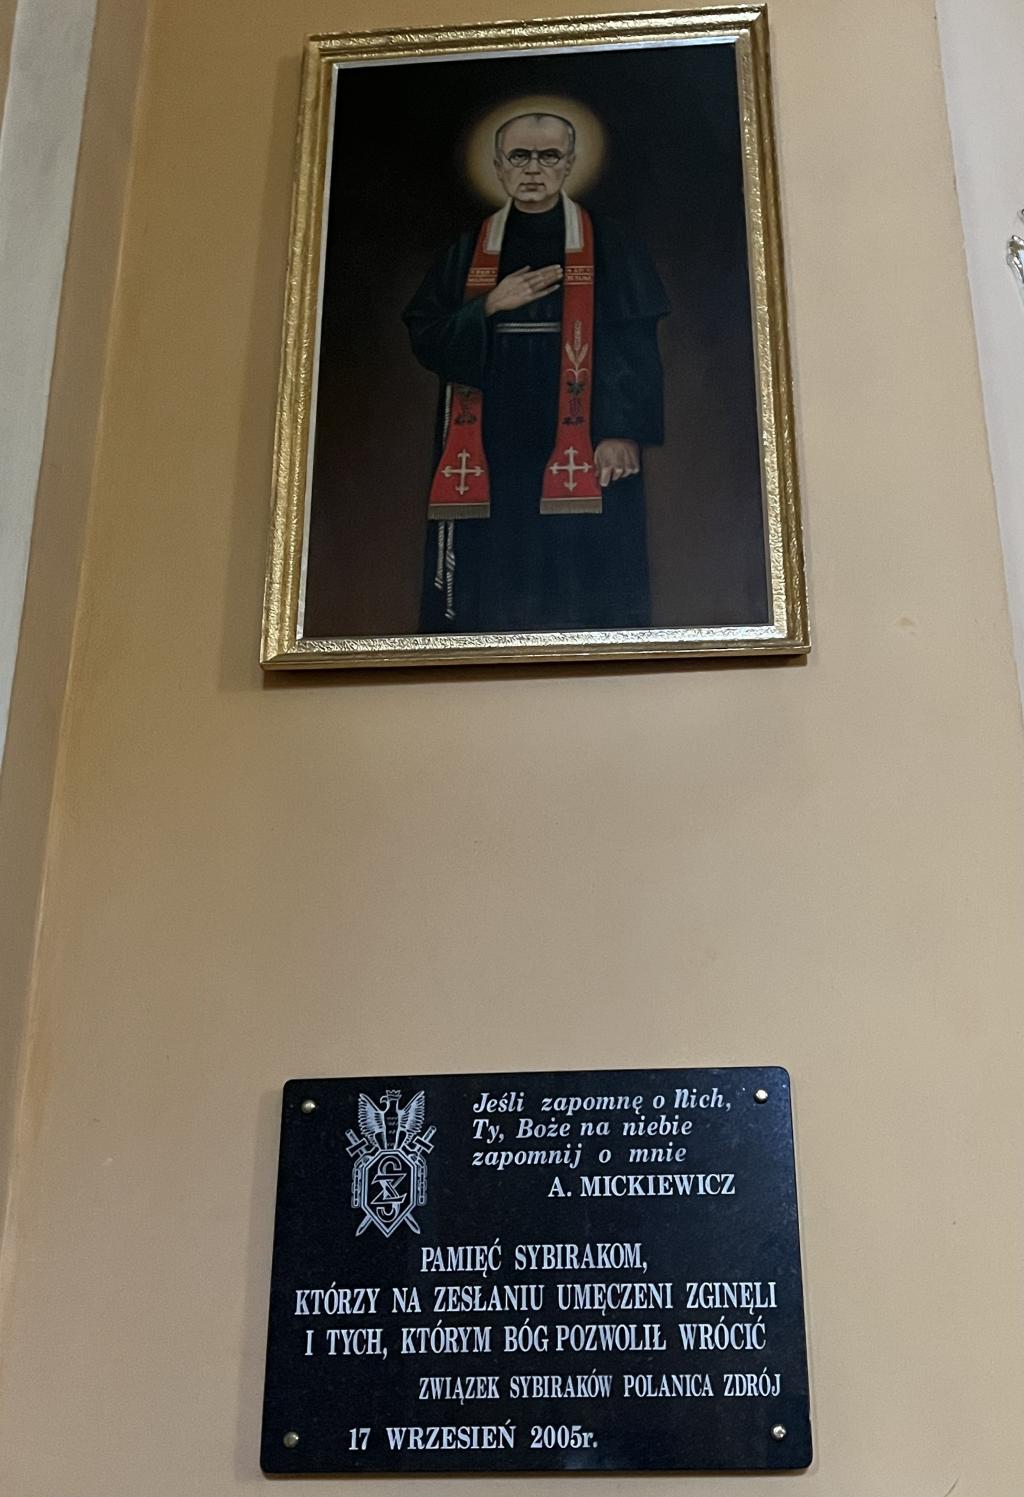 Jeśli zapomnę o Nich,
Ty, Boże na niebie
zapomnij o mnie
A. MICKIEWICZ
PAMIĘĆ SYBIRAKOM,
KTÓRZY NA ZESŁANIU UMĘCZENI ZGINĘLI
I TYCH, KTÓRYM BÓG POZWOLIŁ WRÓCIĆ
ZWIĄZEK SYBIRAKÓW POLANICA ZDRÓJ
17 WRZESIEŃ 2005r.